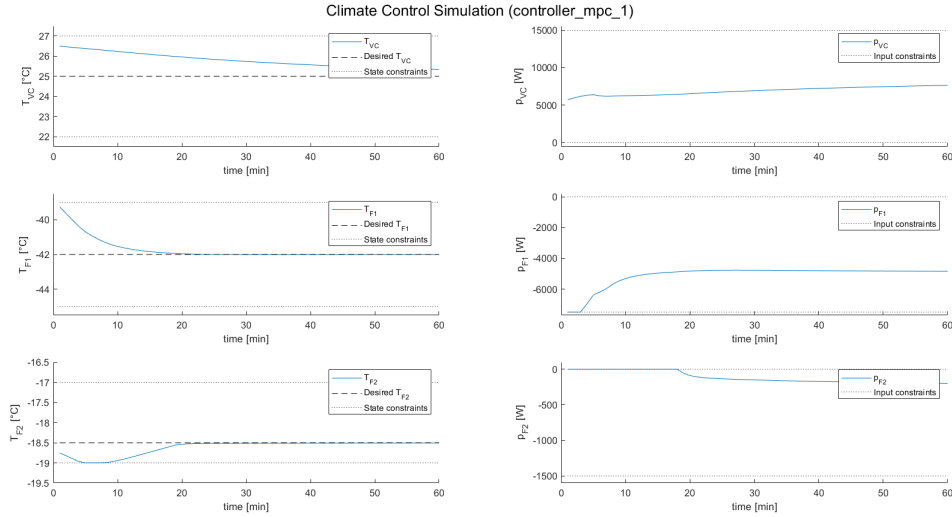 Climate Control Simulation (controller_mpc_1)
T_VC [°C]
27
26
25
24
23
22
0 10 20 30 40 50 60
time [min]
T_VC
Desired T_VC
State constraints
p_VC [W]
15000
10000
5000
0
0 10 20 30 40 50 60
time [min]
p_VC
Input constraints
T_F1 [°C]
-40
-42
-44
0 10 20 30 40 50 60
time [min]
T_F1
Desired T_F1
State constraints
p_F1 [W]
0
-2000
-4000
-6000
0 10 20 30 40 50 60
time [min]
p_F1
Input constraints
T_F2 [°C]
-16.5
-17
-17.5
-18
-18.5
-19
-19.5
0 10 20 30 40 50 60
time [min]
T_F2
Desired T_F2
State constraints
p_F2 [W]
0
-500
-1000
-1500
0 10 20 30 40 50 60
time [min]
p_F2
Input constraints